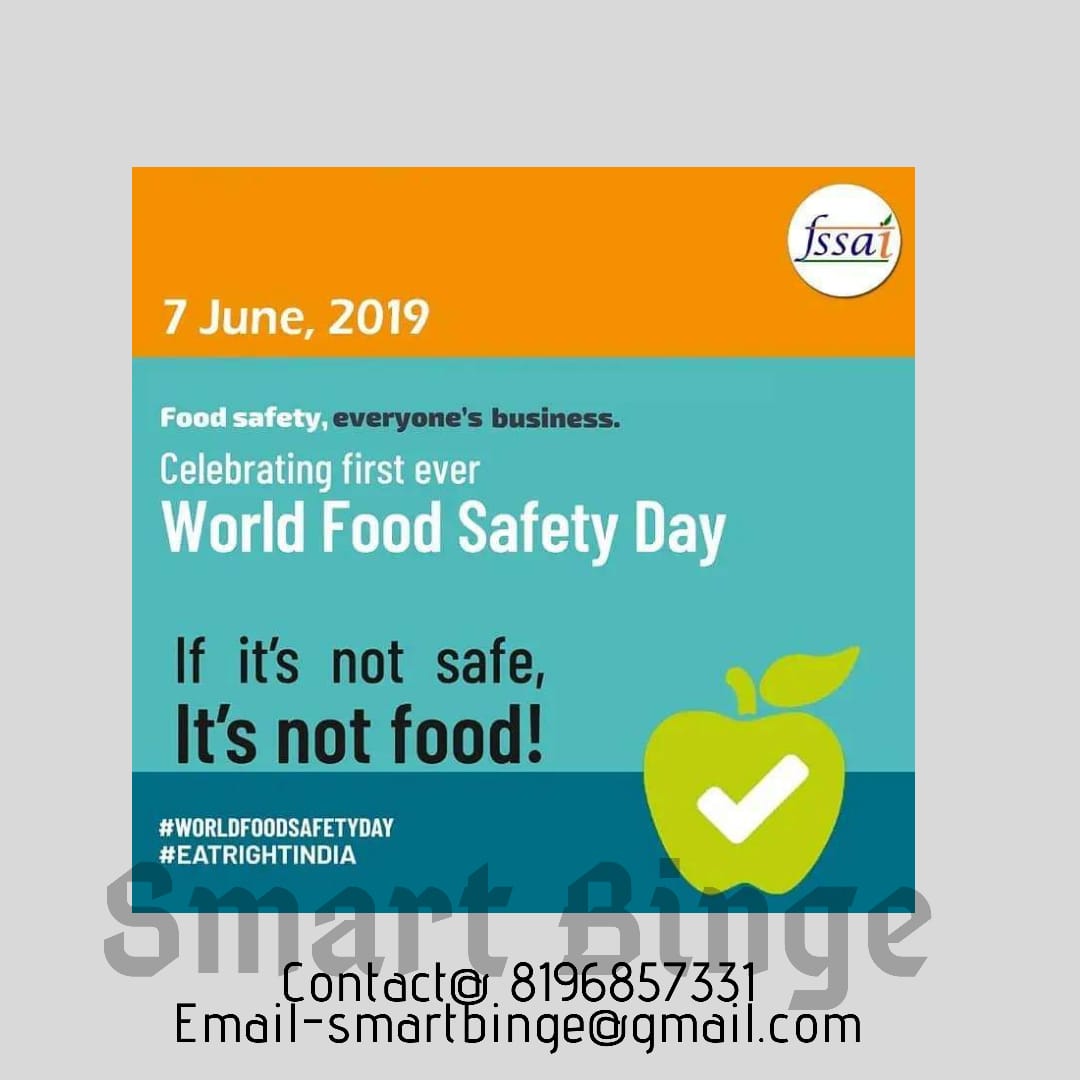 fssai
7 June, 2019
Food safety, everyone's business.
Celebrating first ever
World Food Safety Day
If it's not safe,
It's not food!
#WORLDFOODSAFETYDAY
#EATRIGHTINDIA
Smart Binge
Contact@ 8196857331
Email-smartbinge@gmail.com